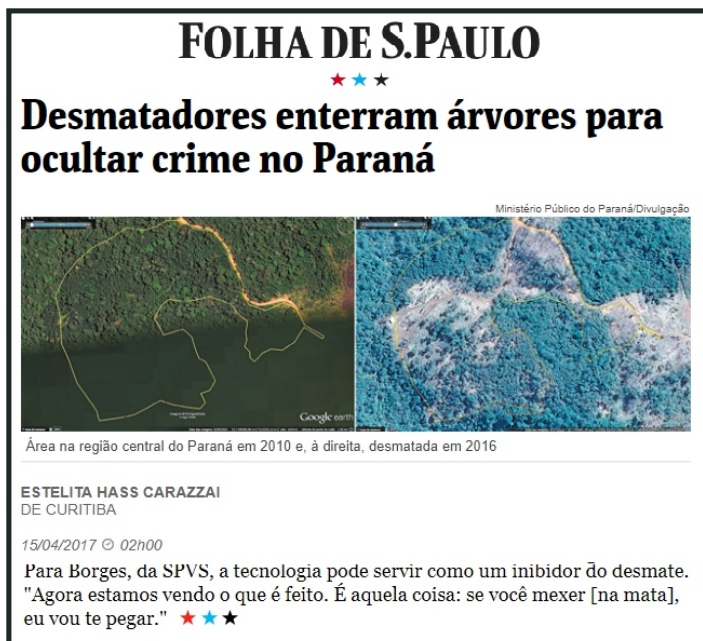 FOLHA DE S.PAULO
Desmatadores enterram árvores para
ocultar crime no Paraná
Ministério Público do Paraná/Divulgação
Google earth
Área na região central do Paraná em 2010 e, à direita, desmatada em 2016
ESTELITA HASS CARAZZAI
DE CURITIBA
15/04/2017 02h00
Para Borges, da SPVS, a tecnologia pode servir como um inibidor do desmate.
"Agora estamos vendo o que é feito. É aquela coisa: se você mexer [na mata],
eu vou te pegar."